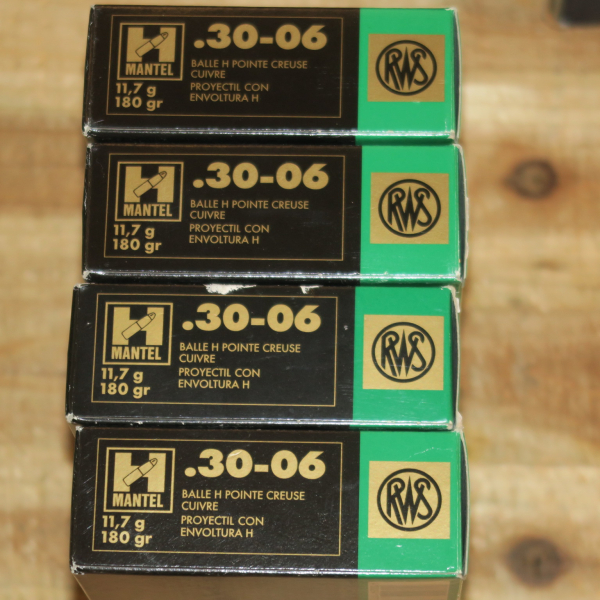 H
MANTEL
11,7 g
180 gr
.30-06
BALLE H POINTE CREUSE
CUIVRE
PROYECTIL CON
ENVOLTURA H
RWS
H
MANTEL
11,7 g
180 gr
.30-06
BALLE H POINTE CREUSE
CUIVRE
PROYECTIL CON
ENVOLTURA H
RWS
H
MANTEL
11,7 g
180 gr
.30-06
BALLE H POINTE CREUSE
CUIVRE
PROYECTIL CON
ENVOLTURA H
RWS
H
MANTEL
11,7 g
180 gr
.30-06
BALLE H POINTE CREUSE
CUIVRE
PROYECTIL CON
ENVOLTURA H
RWS